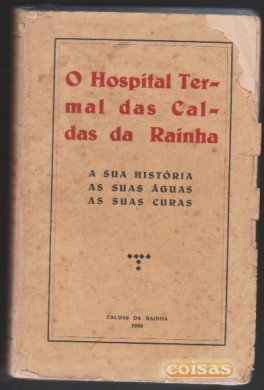 O Hospital Ter-
mal das Cal-
das da Rainha
A SUA HISTÓRIA
AS SUAS ÁGUAS
AS SUAS CURAS
CALDAS DA RAINHA
1930
coisas